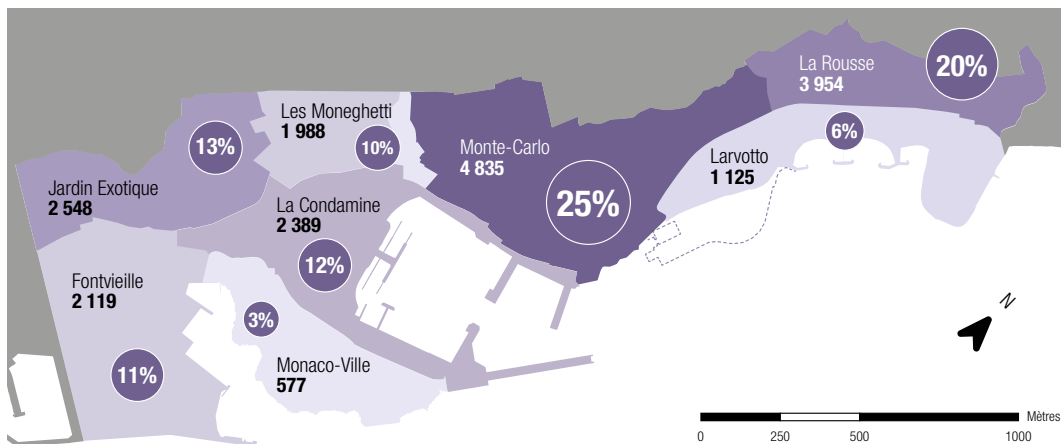 La Rousse
3 954
20%
Les Moneghetti
1 988
10%
13%
Monte-Carlo
4 835
25%
6%
Larvotto
1 125
Jardin Exotique
2 548
La Condamine
2 389
12%
Fontvieille
2 119
11%
3%
Monaco-Ville
577
N
Mètres
0 250 500 1000